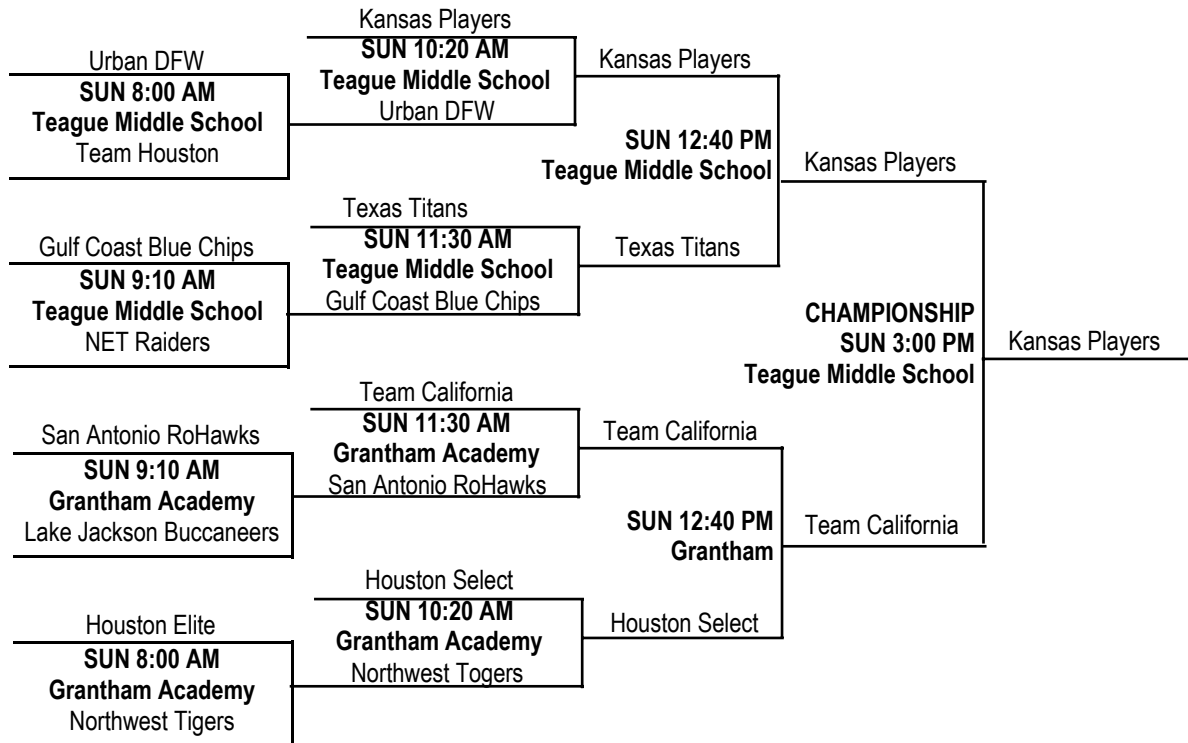 Kansas Players
Urban DFW
SUN 10:20 AM
Teague Middle School
Urban DFW
Kansas Players
SUN 8:00 AM
Teague Middle School
Team Houston
SUN 12:40 PM
Teague Middle School
Kansas Players
Texas Titans
Gulf Coast Blue Chips
SUN 11:30 AM
Teague Middle School
Gulf Coast Blue Chips
Texas Titans
SUN 9:10 AM
Teague Middle School
NET Raiders
CHAMPIONSHIP
SUN 3:00 PM
Teague Middle School
Kansas Players
Team California
San Antonio RoHawks
SUN 11:30 AM
Grantham Academy
San Antonio RoHawks
Team California
SUN 9:10 AM
Grantham Academy
Lake Jackson Buccaneers
SUN 12:40 PM
Grantham
Team California
Houston Select
Houston Elite
SUN 10:20 AM
Grantham Academy
Northwest Togers
Houston Select
SUN 8:00 AM
Grantham Academy
Northwest Tigers